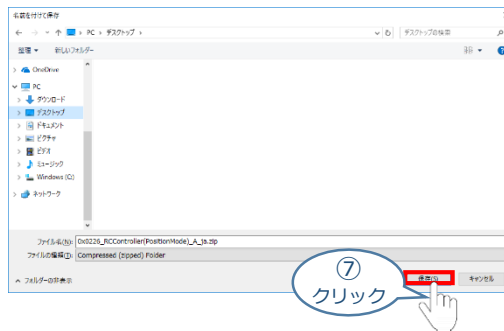 名前を付けて保存
PC › デスクトップ ›
デスクトップの検索
整理 新しいフォルダー
OneDrive
PC
ダウンロード
デスクトップ
ドキュメント
ピクチャ
ビデオ
ミュージック
Windows (C:)
ネットワーク
ファイル名(N): 0x0226_RCController(PositionMode)_A_ja.zip
ファイルの種類(T): Compressed (zipped) Folder
フォルダーの非表示
保存(S) キャンセル
⑦
クリック